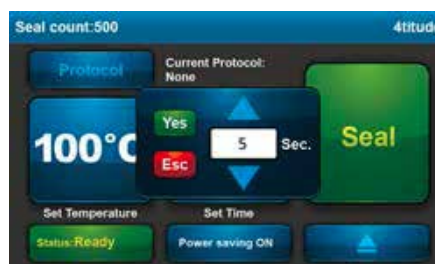 Seal count:500
4titude
Protocol
Current Protocol:
None
100°C
Yes
5
Sec.
Esc
Seal
Set Temperature
Set Time
Status:Ready
Power saving ON